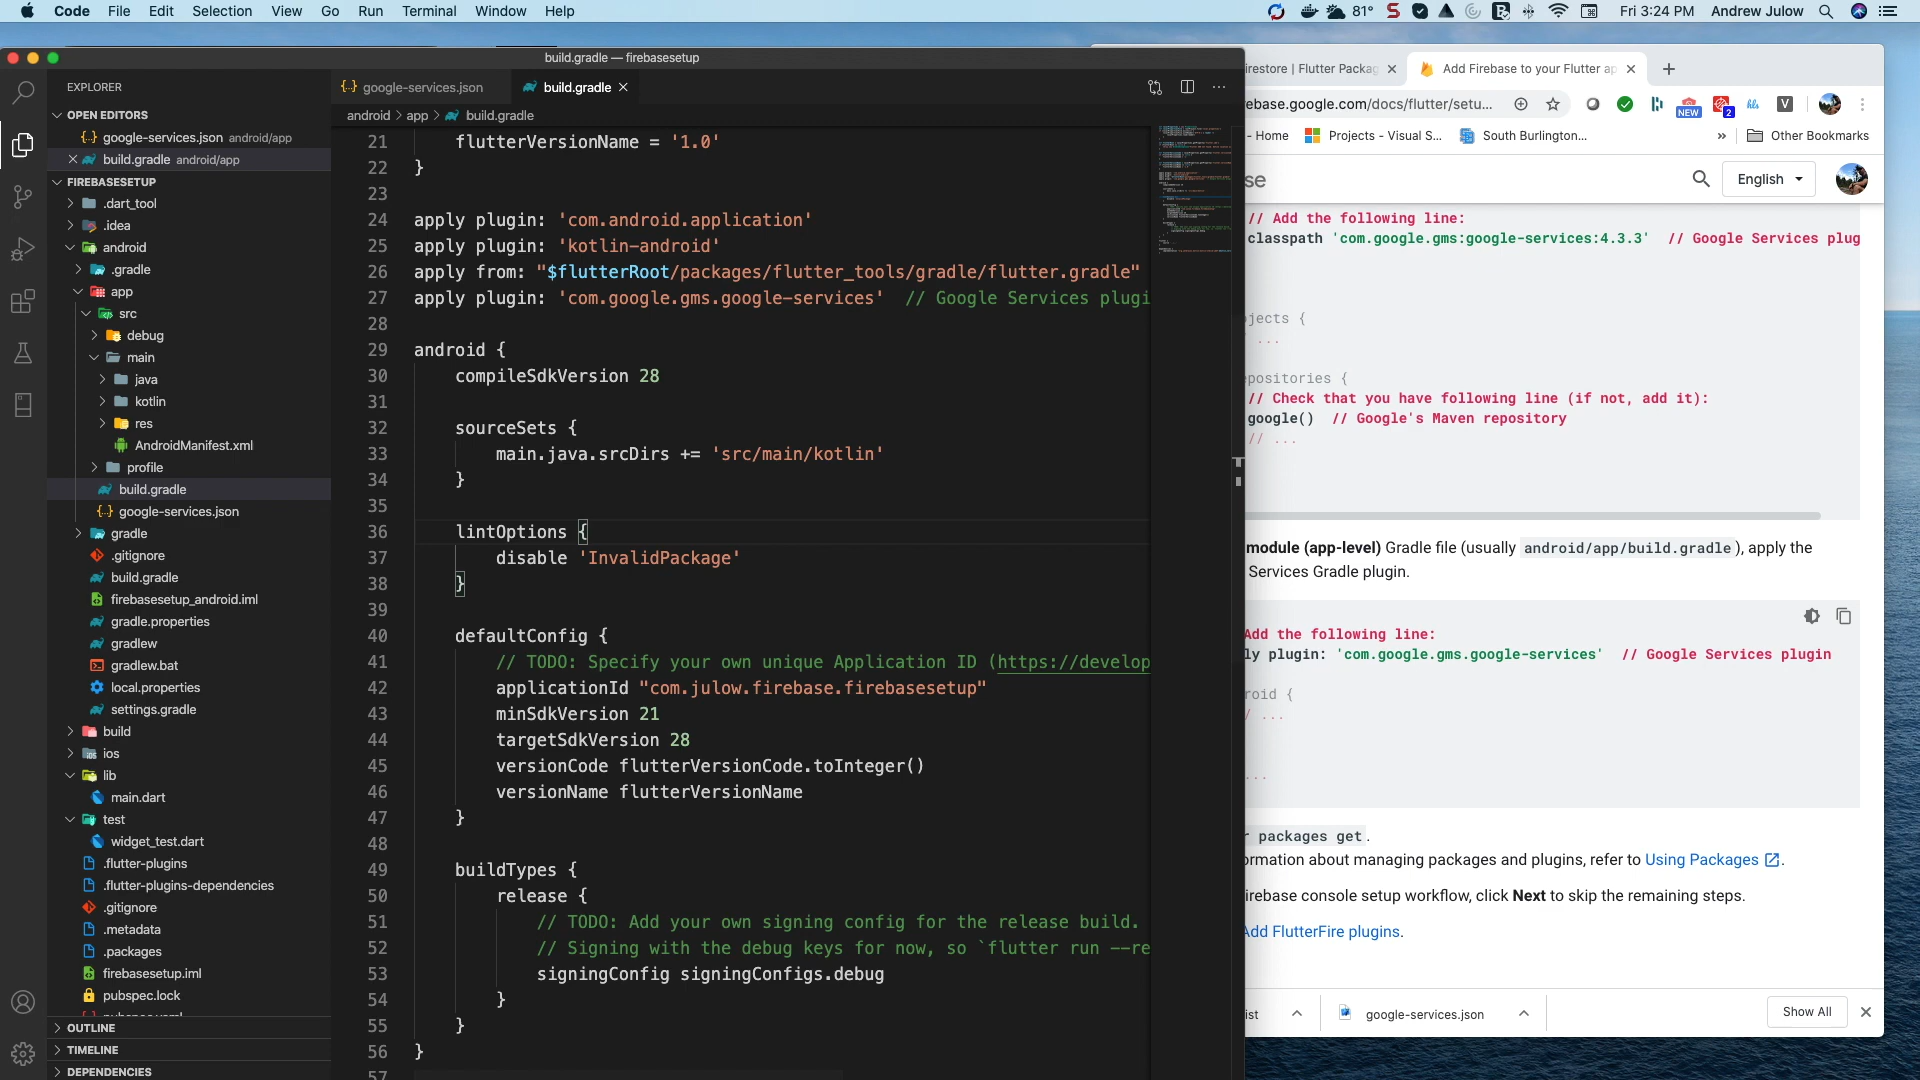 Code File Edit Selection View Go Run Terminal Window Help
81° Fri 3:24 PM Andrew Julow
build.gradle — firebasesetup
EXPLORER
OPEN EDITORS
google-services.json android/app
build.gradle android/app
FIREBASESETUP
.dart_tool
.idea
android
.gradle
app
src
debug
main
java
kotlin
res
AndroidManifest.xml
profile
build.gradle
google-services.json
gradle
.gitignore
build.gradle
firebasesetup_android.iml
gradle.properties
gradlew
gradlew.bat
local.properties
settings.gradle
build
ios
lib
main.dart
test
widget_test.dart
.flutter-plugins
.flutter-plugins-dependencies
.gitignore
.metadata
.packages
firebasesetup.iml
pubspec.lock
OUTLINE
TIMELINE
DEPENDENCIES
google-services.json build.gradle
android > app > build.gradle
21 flutterVersionName = '1.0'
22 }
23
24 apply plugin: 'com.android.application'
25 apply plugin: 'kotlin-android'
26 apply from: "$flutterRoot/packages/flutter_tools/gradle/flutter.gradle"
27 apply plugin: 'com.google.gms.google-services' // Google Services plugi
28
29 android {
30 compileSdkVersion 28
31
32 sourceSets {
33 main.java.srcDirs += 'src/main/kotlin'
34 }
35
36 lintOptions {
37 disable 'InvalidPackage'
38 }
39
40 defaultConfig {
41 // TODO: Specify your own unique Application ID (https://develop
42 applicationId "com.julow.firebase.firebasesetup"
43 minSdkVersion 21
44 targetSdkVersion 28
45 versionCode flutterVersionCode.toInteger()
46 versionName flutterVersionName
47 }
48
49 buildTypes {
50 release {
51 // TODO: Add your own signing config for the release build.
52 // Signing with the debug keys for now, so `flutter run --re
53 signingConfig signingConfigs.debug
54 }
55 }
56 }
57
irestore | Flutter Packag Add Firebase to your Flutter ap
ebase.google.com/docs/flutter/setu...
NEW 2 hls V
- Home Projects - Visual S... South Burlington... » Other Bookmarks
se English
// Add the following line:
classpath 'com.google.gms:google-services:4.3.3' // Google Services plug
jects {
...
positories {
// Check that you have following line (if not, add it):
google() // Google's Maven repository
// ...
module (app-level) Gradle file (usually android/app/build.gradle), apply the
Services Gradle plugin.
Add the following line:
ly plugin: 'com.google.gms.google-services' // Google Services plugin
roid {
/ ...
...
r packages get.
ormation about managing packages and plugins, refer to Using Packages.
irebase console setup workflow, click Next to skip the remaining steps.
Add FlutterFire plugins.
ist google-services.json Show All